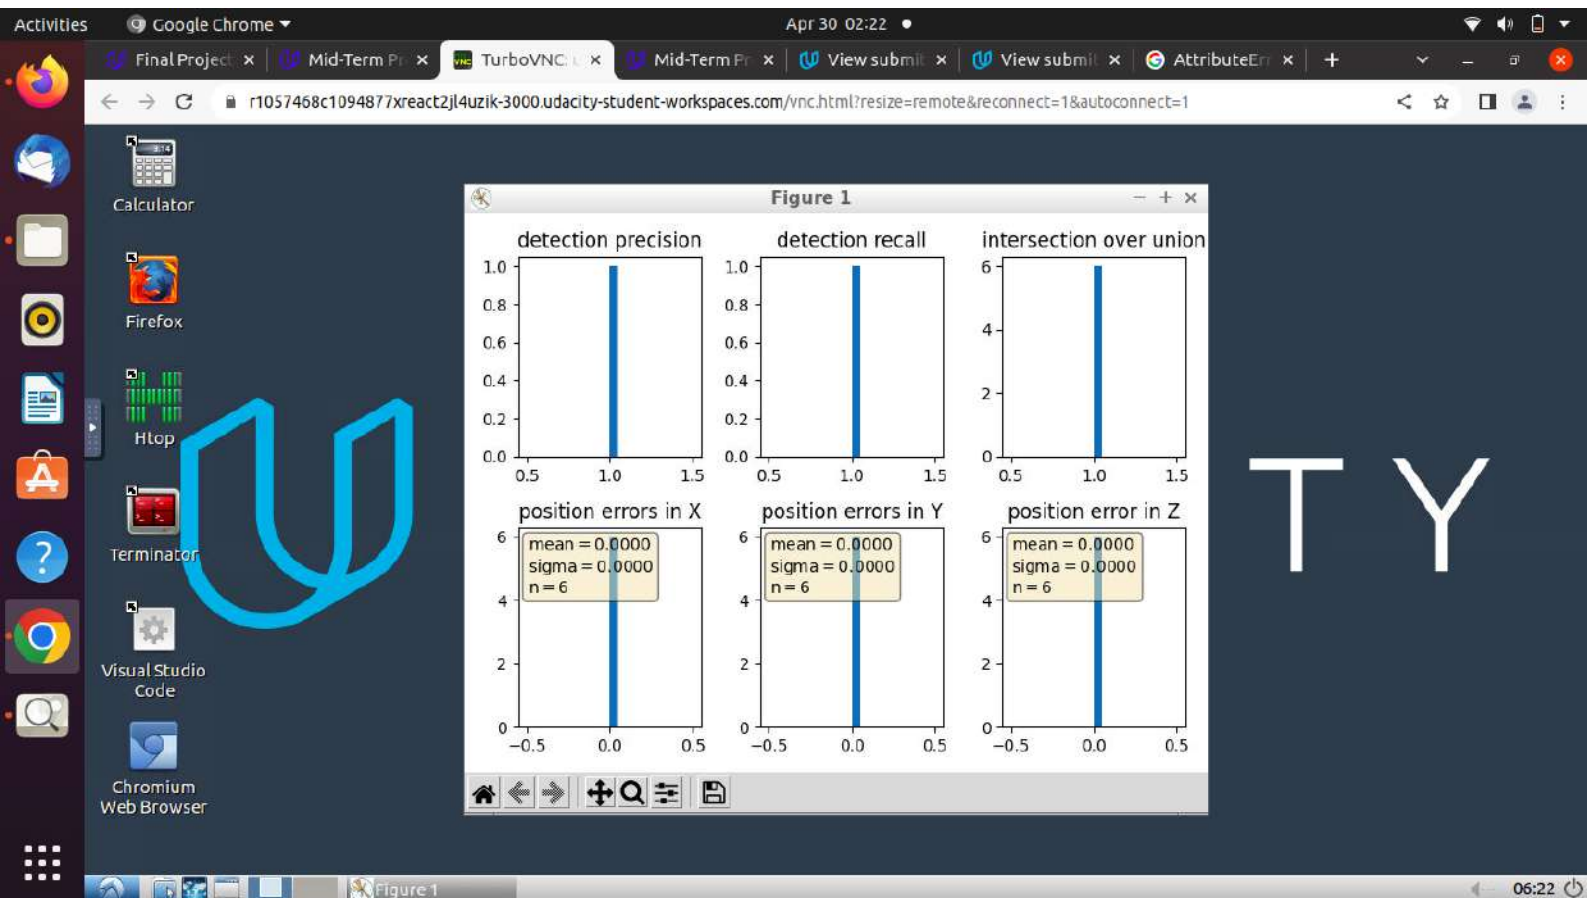 Activities
Google Chrome
Apr 30 02:22
Final Project
Mid-Term Pr
TurboVNC:
Mid-Term Pr
View submit
View submit
AttributeErr
r1057468c1094877xreact2jl4uzik-3000.udacity-student-workspaces.com/vnc.html?resize=remote&reconnect=1&autoconnect=1
Calculator
Firefox
Htop
Terminator
Visual Studio
Code
Chromium
Web Browser
T Y
Figure 1
detection precision
1.0
0.8
0.6
0.4
0.2
0.0
0.5 1.0 1.5
detection recall
1.0
0.8
0.6
0.4
0.2
0.0
0.5 1.0 1.5
intersection over union
6
4
2
0
0.5 1.0 1.5
position errors in X
mean = 0.0000
sigma = 0.0000
n = 6
6
4
2
0
−0.5 0.0 0.5
position errors in Y
mean = 0.0000
sigma = 0.0000
n = 6
6
4
2
0
−0.5 0.0 0.5
position error in Z
mean = 0.0000
sigma = 0.0000
n = 6
6
4
2
0
−0.5 0.0 0.5
Figure 1
06:22